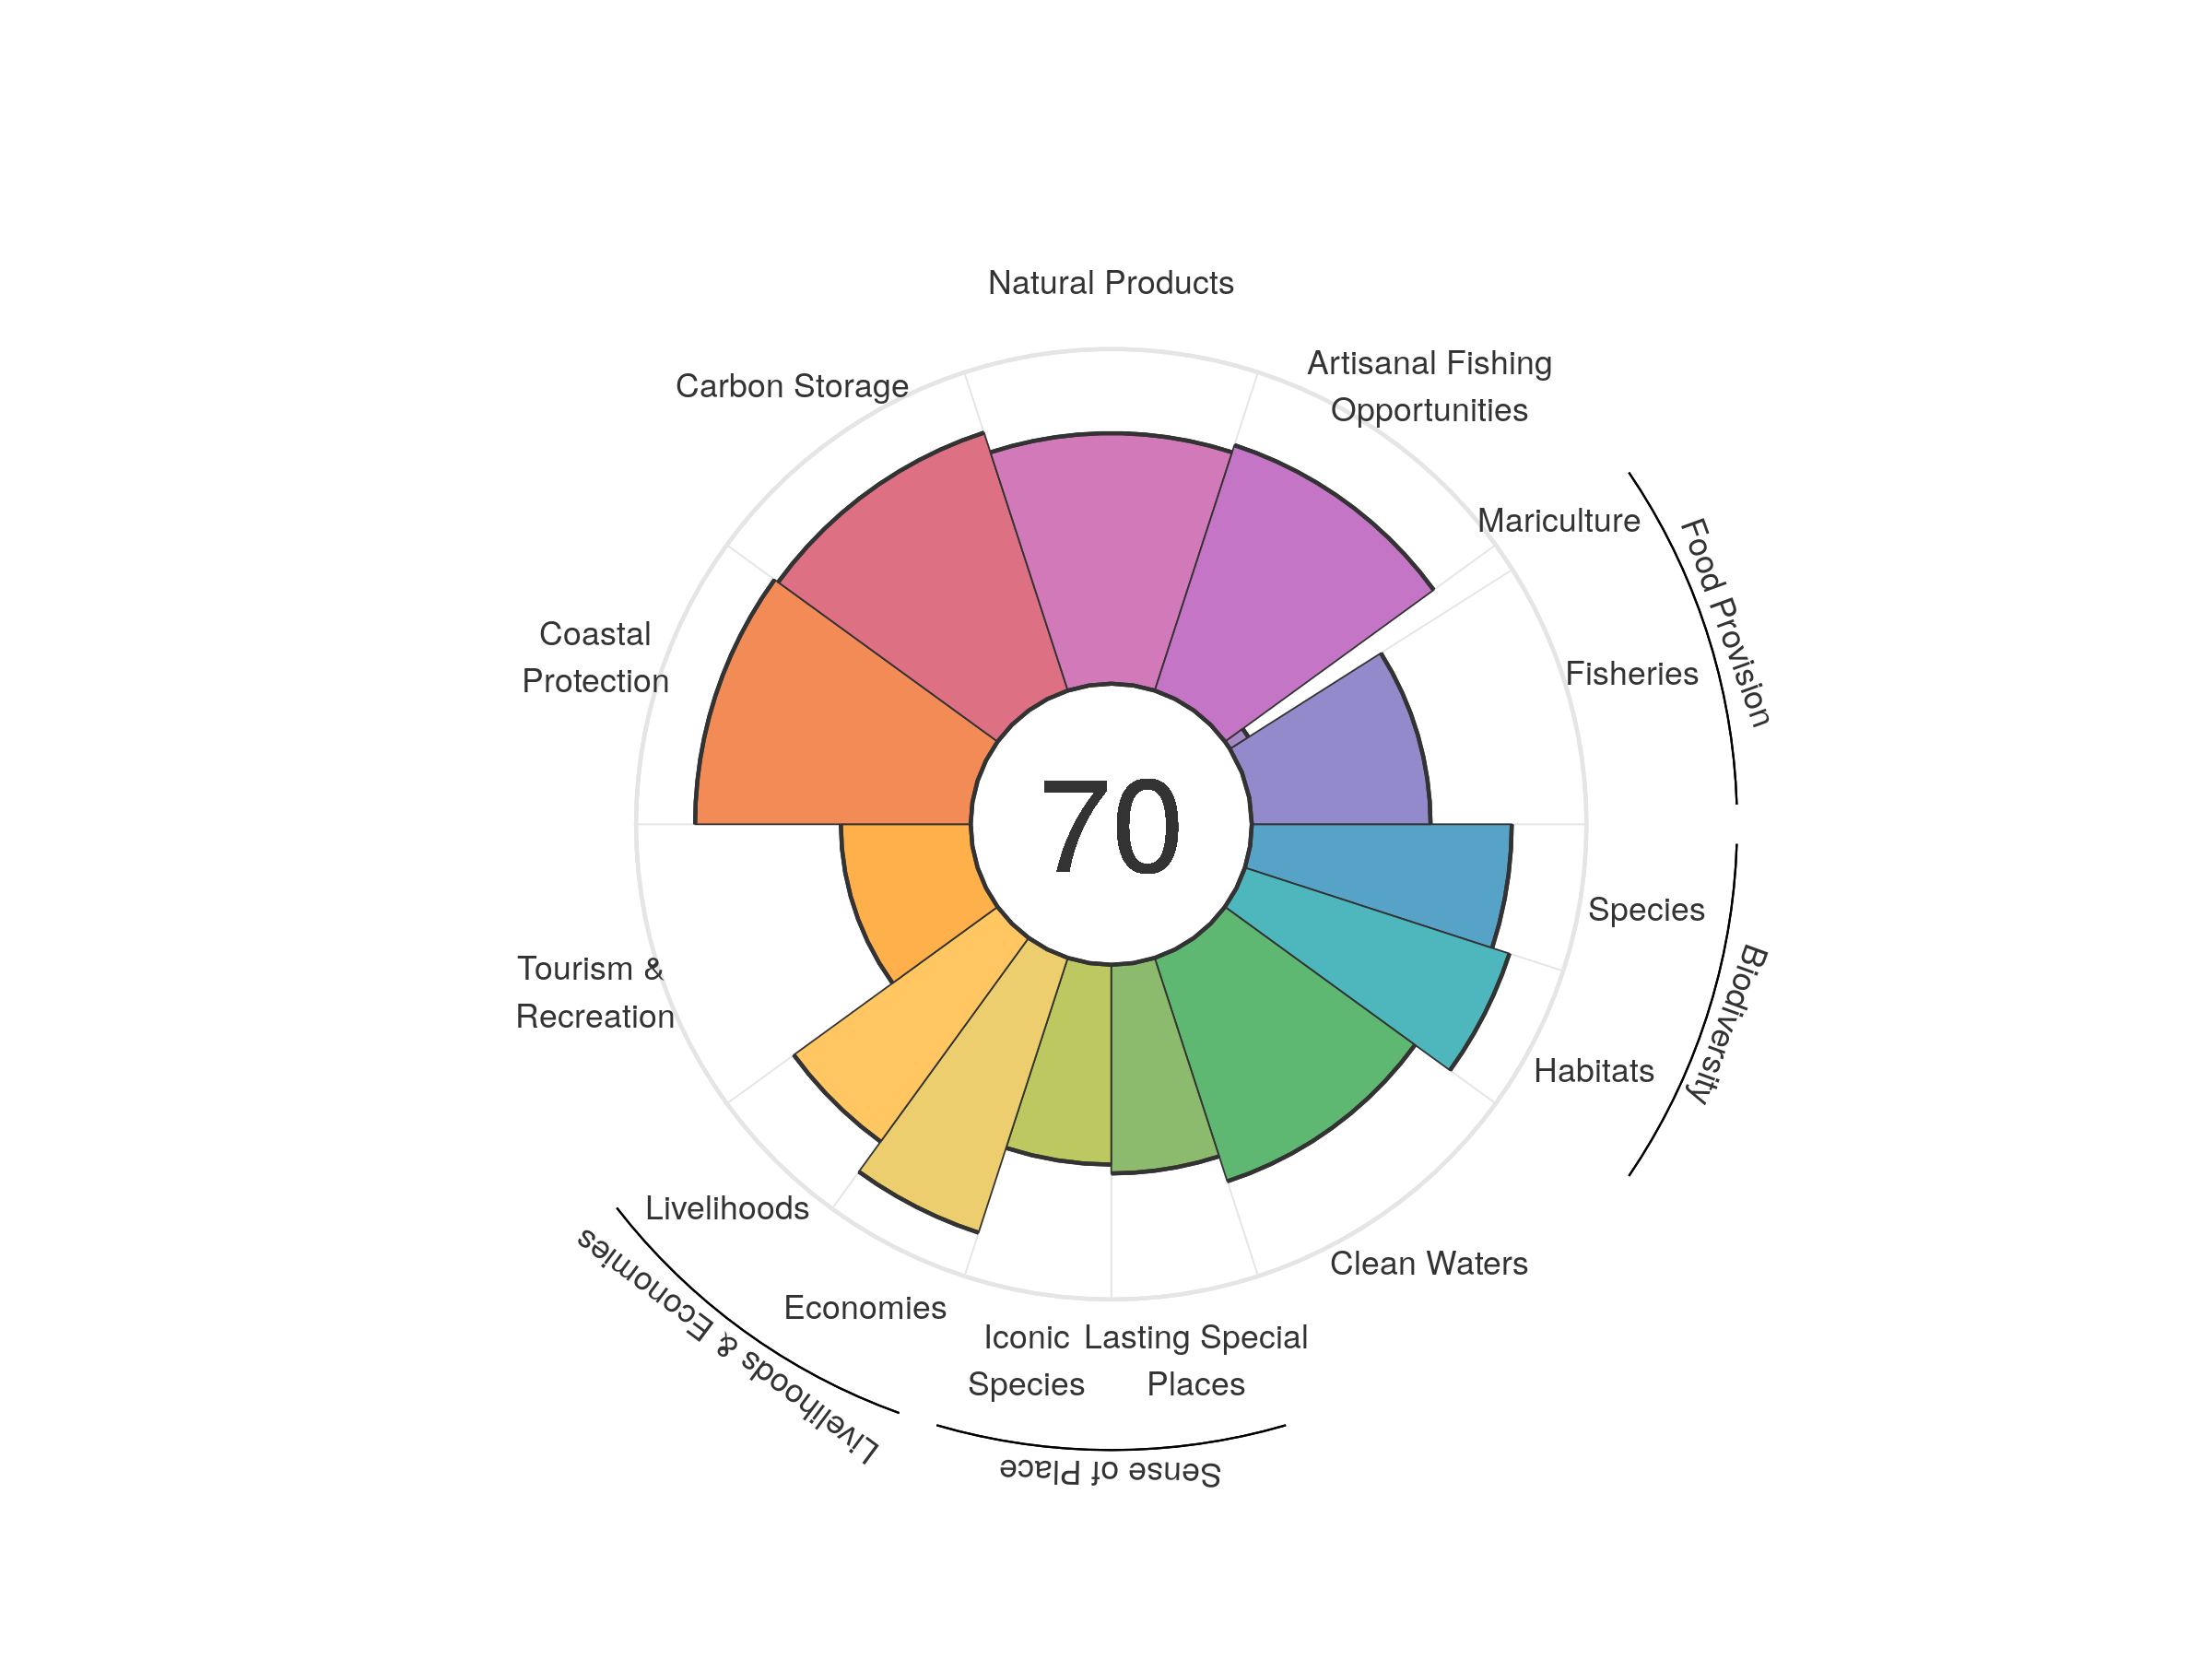 Natural Products
Artisanal Fishing
Opportunities
Carbon Storage
Mariculture
Food Provision
Coastal
Protection
Fisheries
70
Species
Biodiversity
Tourism &
Recreation
Habitats
Livelihoods
Clean Waters
Livelihoods & Economies
Economies
Iconic
Species
Lasting Special
Places
Sense of Place